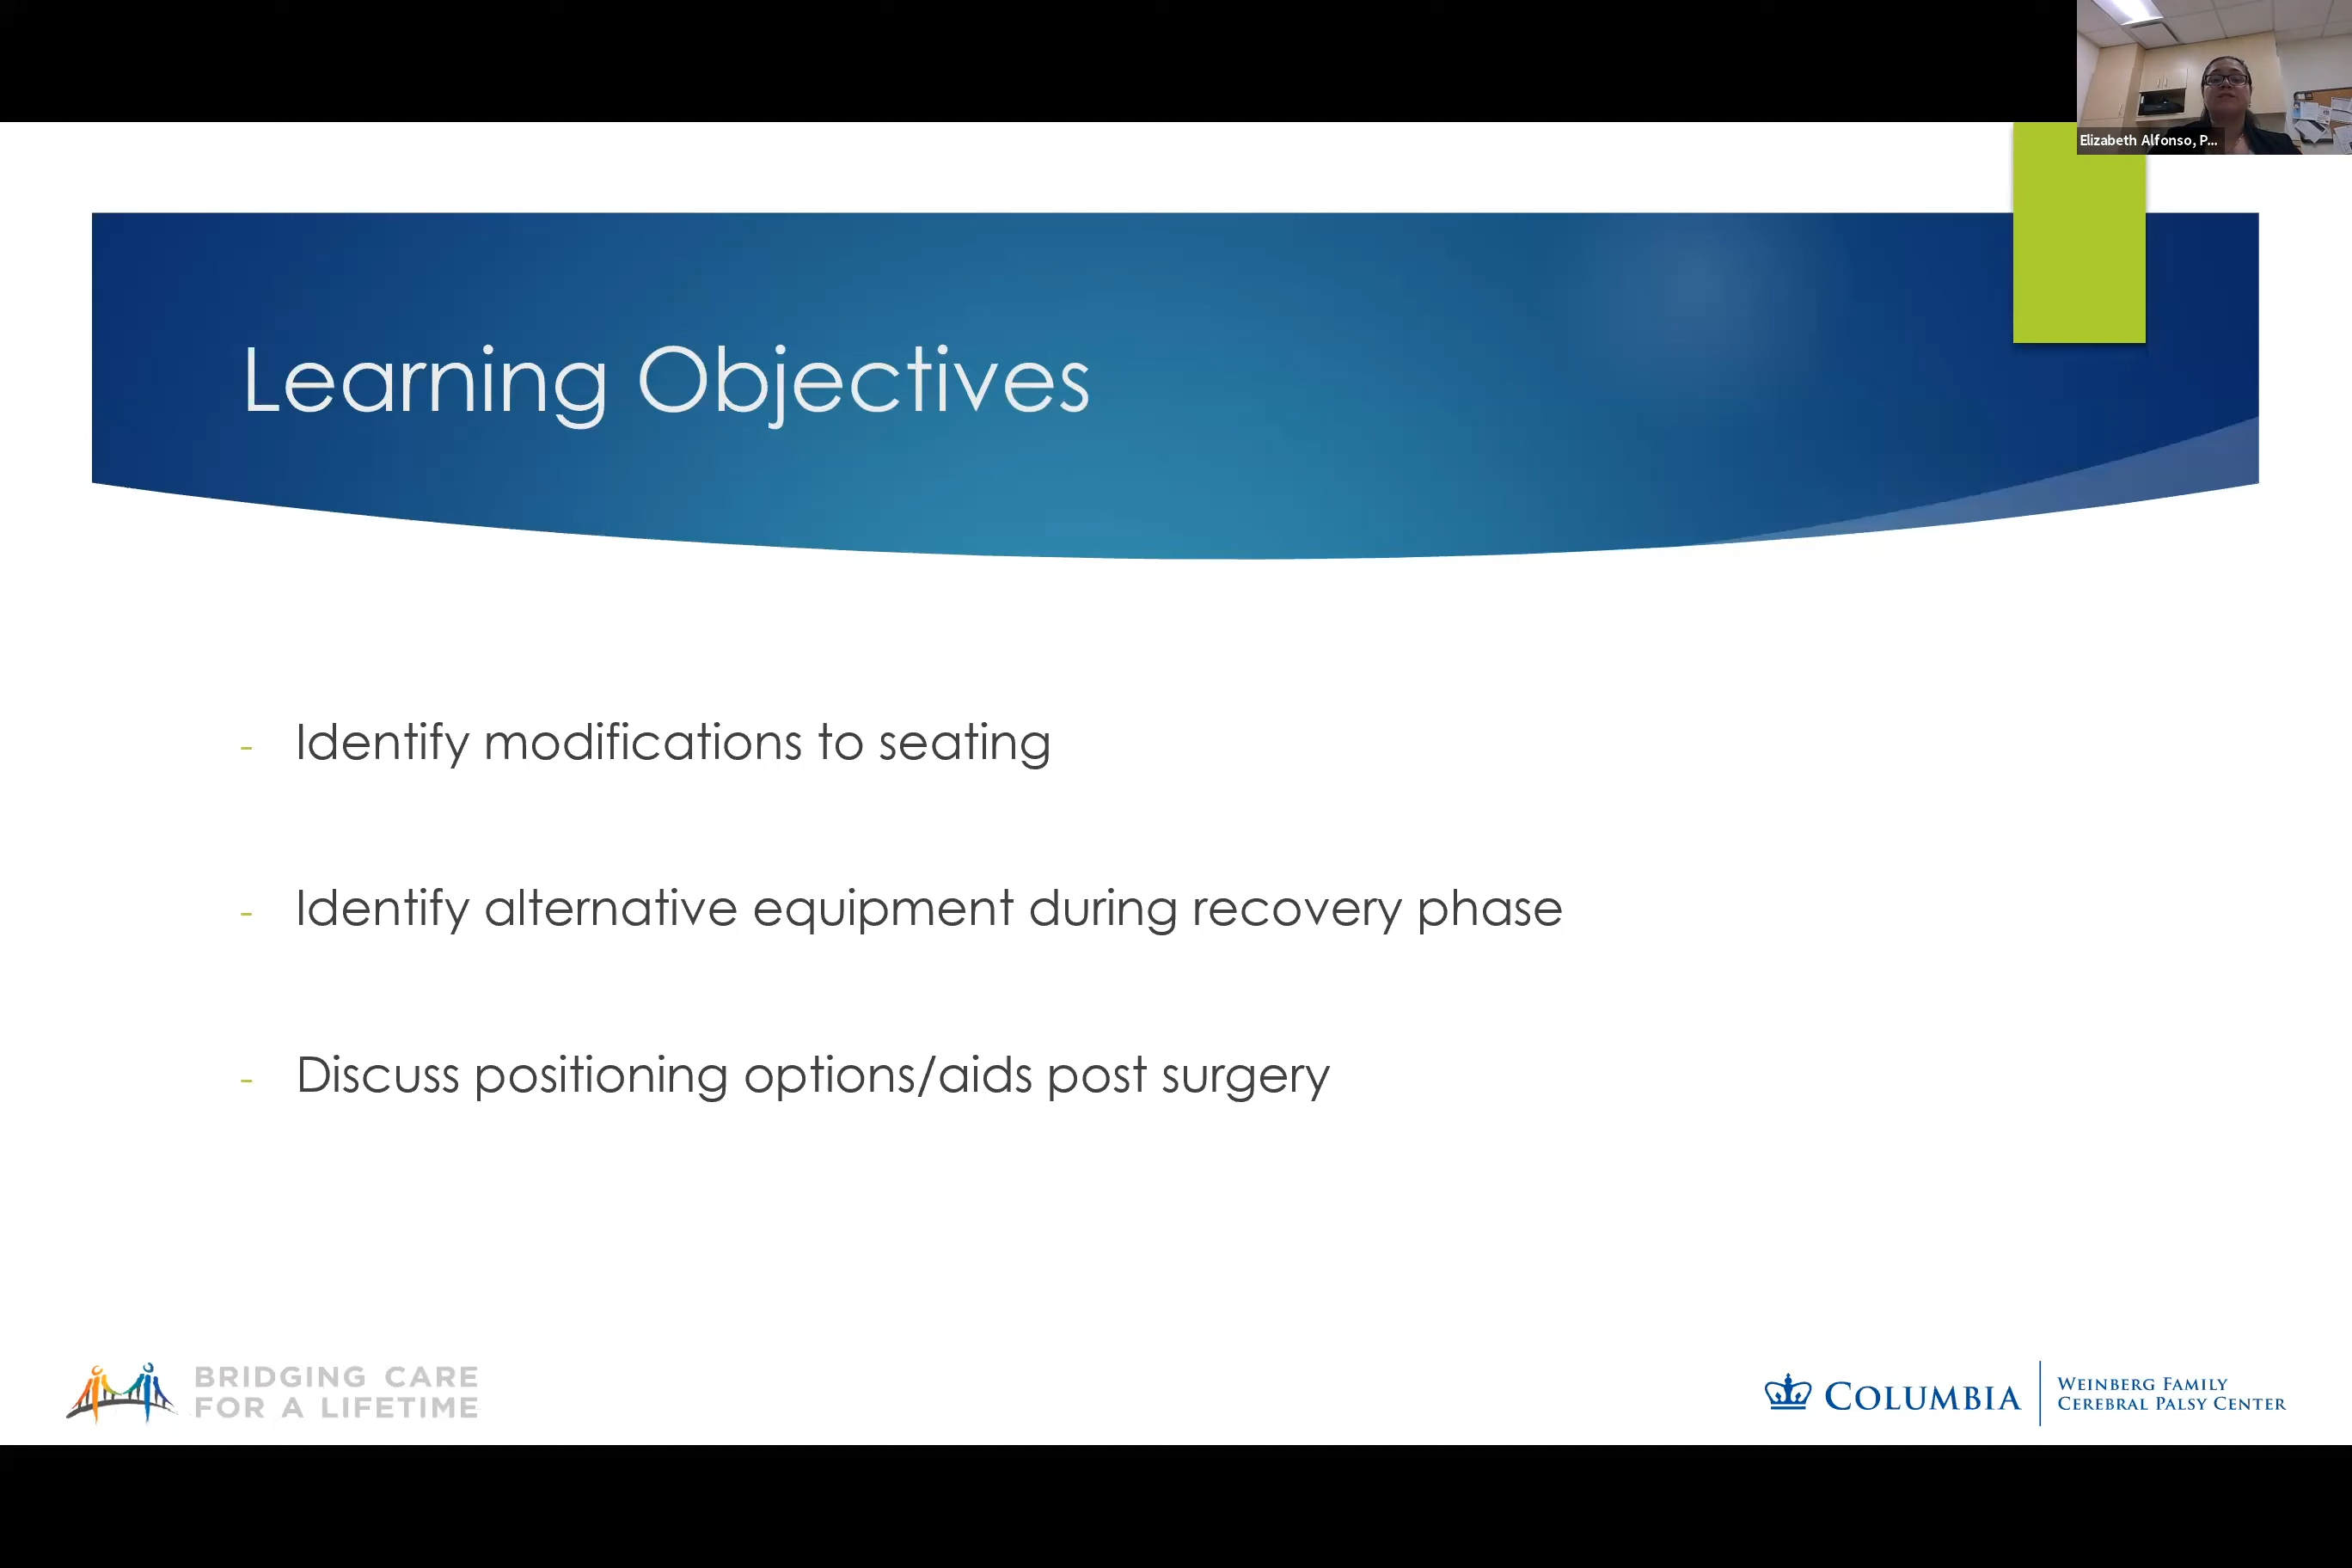 Elizabeth Alfonso, P...
Learning Objectives
- Identify modifications to seating
- Identify alternative equipment during recovery phase
- Discuss positioning options/aids post surgery
BRIDGING CARE
FOR A LIFETIME
COLUMBIA
WEINBERG FAMILY
CEREBRAL PALSY CENTER